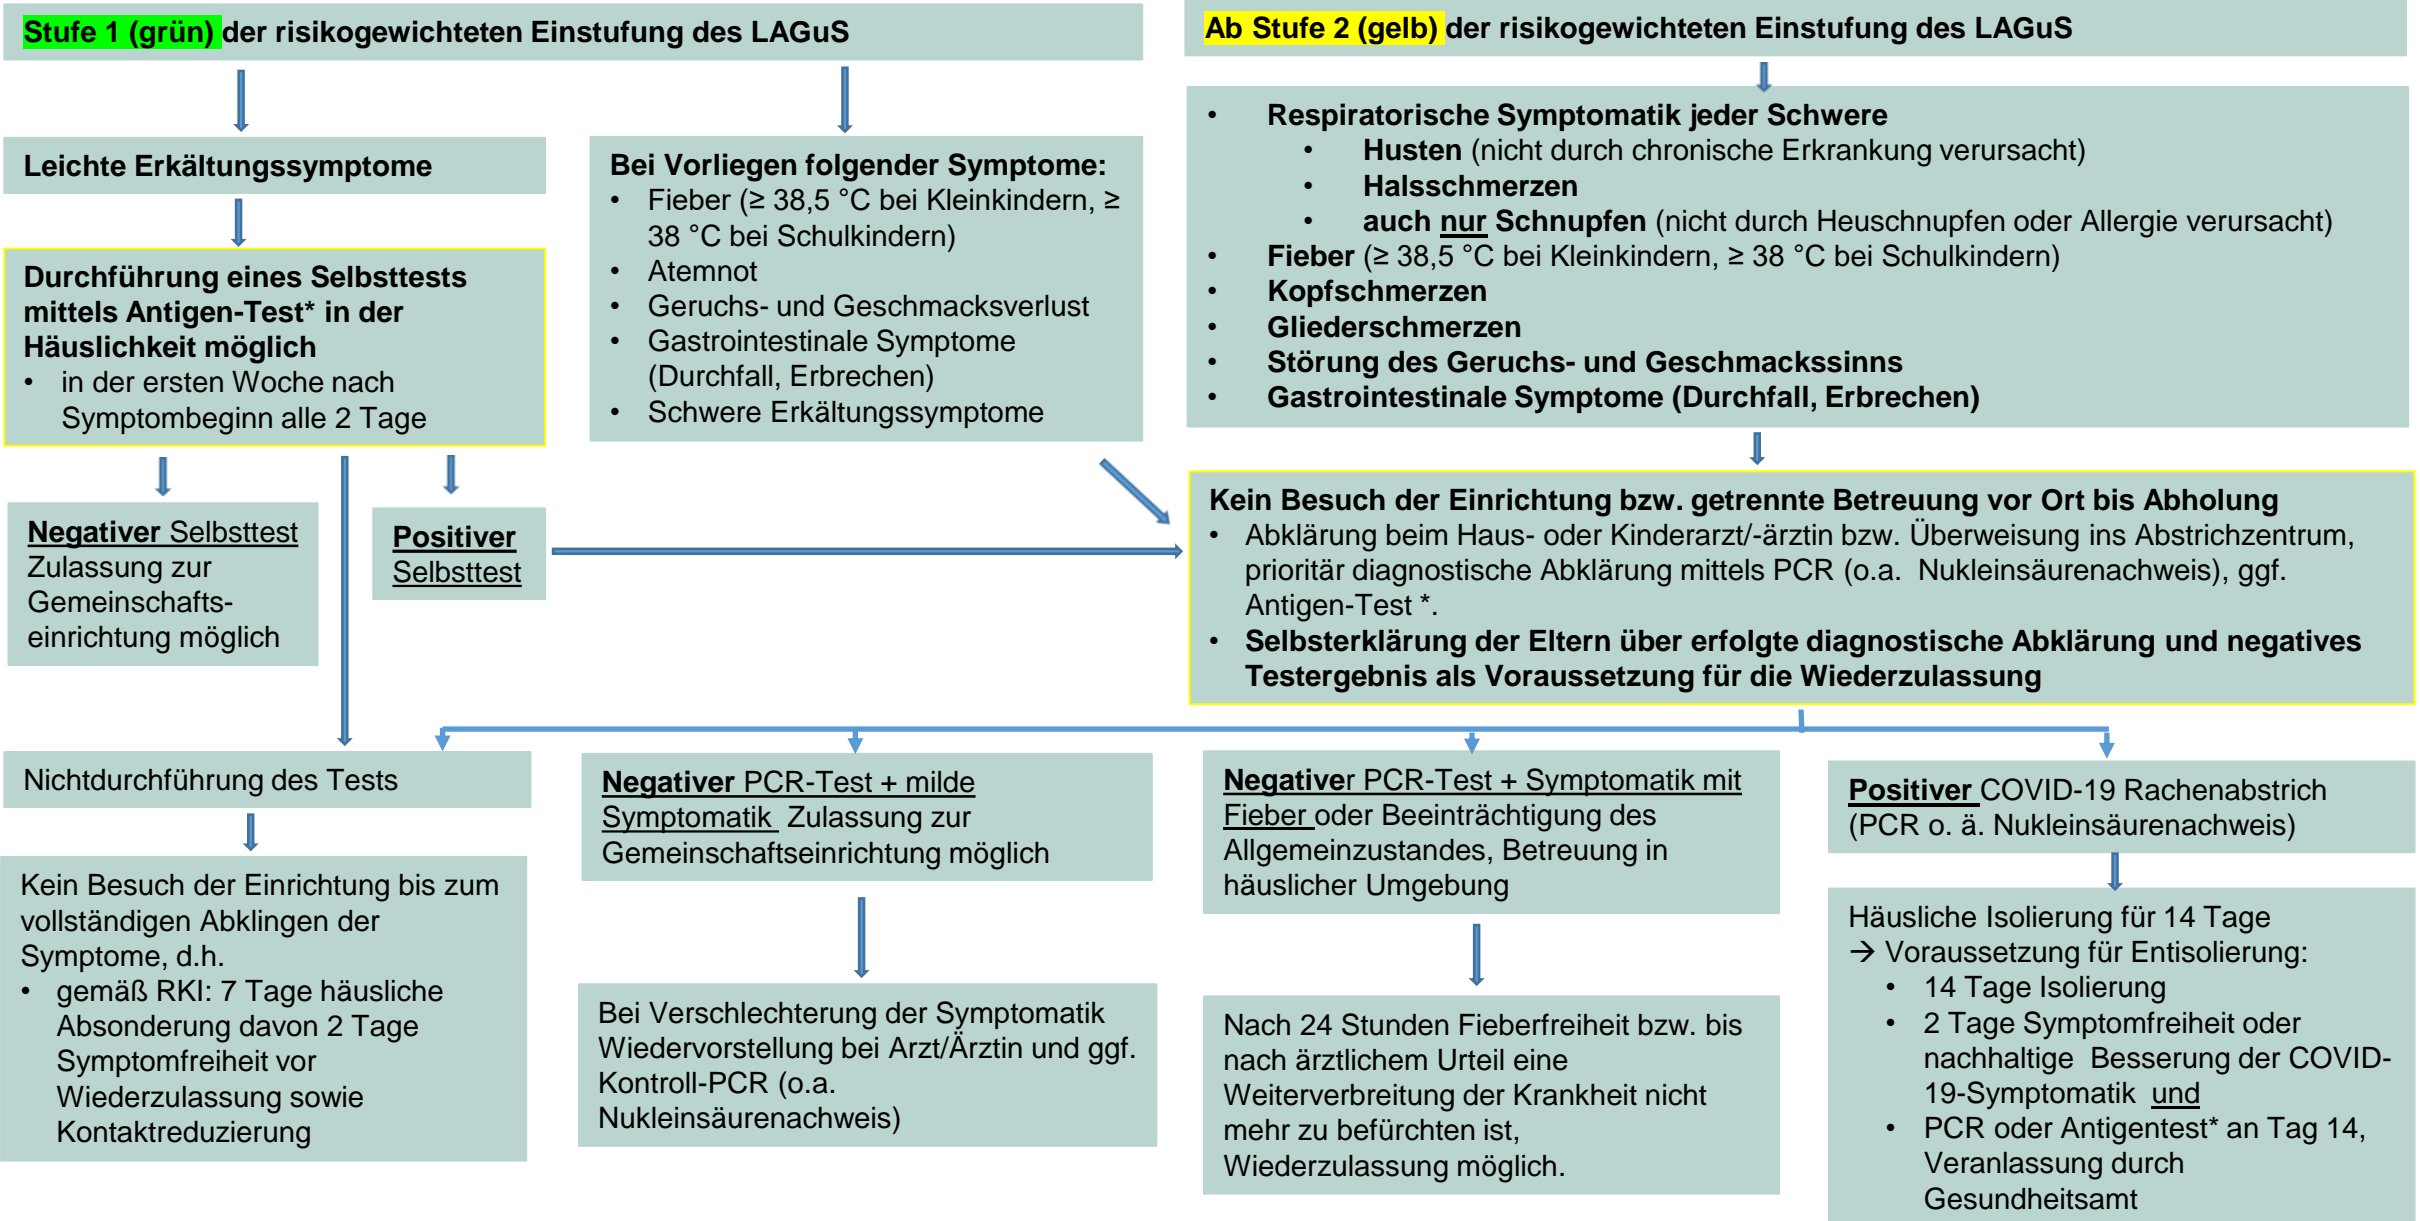 Stufe 1 (grün) der risikogewichteten Einstufung des LAGuS
Leichte Erkältungssymptome
Durchführung eines Selbsttests
mittels Antigen-Test* in der
Häuslichkeit möglich
• in der ersten Woche nach
Symptombeginn alle 2 Tage
Bei Vorliegen folgender Symptome:
• Fieber (≥ 38,5 °C bei Kleinkindern, ≥
38 °C bei Schulkindern)
• Atemnot
• Geruchs- und Geschmacksverlust
• Gastrointestinale Symptome
(Durchfall, Erbrechen)
• Schwere Erkältungssymptome
Ab Stufe 2 (gelb) der risikogewichteten Einstufung des LAGuS
• Respiratorische Symptomatik jeder Schwere
• Husten (nicht durch chronische Erkrankung verursacht)
• Halsschmerzen
• auch nur Schnupfen (nicht durch Heuschnupfen oder Allergie verursacht)
• Fieber (≥ 38,5 °C bei Kleinkindern, ≥ 38 °C bei Schulkindern)
• Kopfschmerzen
• Gliederschmerzen
• Störung des Geruchs- und Geschmackssinns
• Gastrointestinale Symptome (Durchfall, Erbrechen)
Negativer Selbsttest
Zulassung zur
Gemeinschafts-
einrichtung möglich
Positiver
Selbsttest
Kein Besuch der Einrichtung bzw. getrennte Betreuung vor Ort bis Abholung
• Abklärung beim Haus- oder Kinderarzt/-ärztin bzw. Überweisung ins Abstrichzentrum,
prioritär diagnostische Abklärung mittels PCR (o.a. Nukleinsäurenachweis), ggf.
Antigen-Test *.
• Selbsterklärung der Eltern über erfolgte diagnostische Abklärung und negatives
Testergebnis als Voraussetzung für die Wiederzulassung
Nichtdurchführung des Tests
Kein Besuch der Einrichtung bis zum
vollständigen Abklingen der
Symptome, d.h.
• gemäß RKI: 7 Tage häusliche
Absonderung davon 2 Tage
Symptomfreiheit vor
Wiederzulassung sowie
Kontaktreduzierung
Negativer PCR-Test + milde
Symptomatik Zulassung zur
Gemeinschaftseinrichtung möglich
Bei Verschlechterung der Symptomatik
Wiedervorstellung bei Arzt/Ärztin und ggf.
Kontroll-PCR (o.a.
Nukleinsäurenachweis)
Negativer PCR-Test + Symptomatik mit
Fieber oder Beeinträchtigung des
Allgemeinzustandes, Betreuung in
häuslicher Umgebung
Nach 24 Stunden Fieberfreiheit bzw. bis
nach ärztlichem Urteil eine
Weiterverbreitung der Krankheit nicht
mehr zu befürchten ist,
Wiederzulassung möglich.
Positiver COVID-19 Rachenabstrich
(PCR o. ä. Nukleinsäurenachweis)
Häusliche Isolierung für 14 Tage
→ Voraussetzung für Entisolierung:
• 14 Tage Isolierung
• 2 Tage Symptomfreiheit oder
nachhaltige Besserung der COVID-
19-Symptomatik und
• PCR oder Antigentest* an Tag 14,
Veranlassung durch
Gesundheitsamt